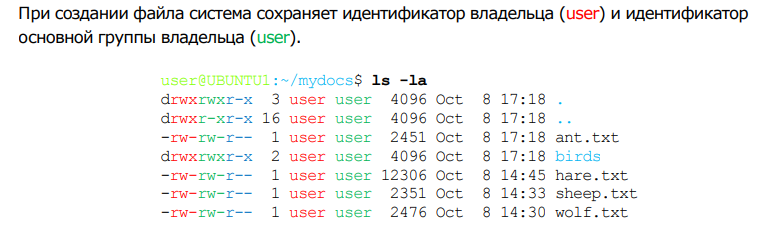 При создании файла система сохраняет идентификатор владельца (user) и идентификатор
основной группы владельца (user).
user@UBUNTU1:~/mydocs$ ls -la
drwxrwxr-x  3 user user  4096 Oct  8 17:18 .
drwxr-xr-x 16 user user  4096 Oct  8 17:18 ..
-rw-rw-r--  1 user user  2451 Oct  8 17:18 ant.txt
drwxrwxr-x  2 user user  4096 Oct  8 17:18 birds
-rw-rw-r--  1 user user 12306 Oct  8 14:45 hare.txt
-rw-rw-r--  1 user user  2351 Oct  8 14:33 sheep.txt
-rw-rw-r--  1 user user  2476 Oct  8 14:30 wolf.txt